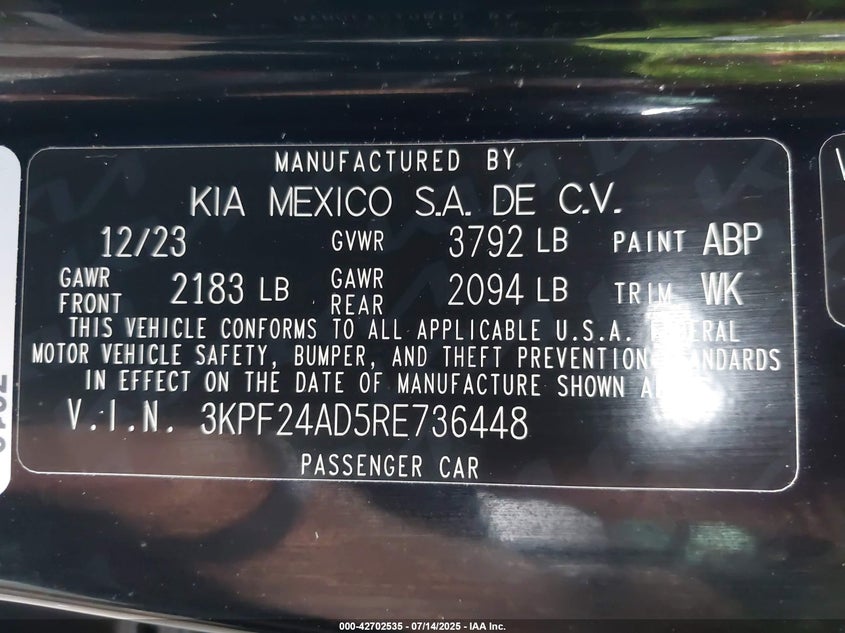 MANUFACTURED BY
KIA MEXICO S.A. DE C.V.
12/23 GVWR 3792 LB PAINT ABP
GAWR FRONT 2183 LB GAWR REAR 2094 LB TRIM WK
THIS VEHICLE CONFORMS TO ALL APPLICABLE U.S.A.
MOTOR VEHICLE SAFETY, BUMPER, AND THEFT PREVENTION
IN EFFECT ON THE DATE OF MANUFACTURE SHOWN
V.I.N. 3KPF24AD5RE736448
PASSENGER CAR
000-42702535 - 07/14/2025 - IAA Inc.